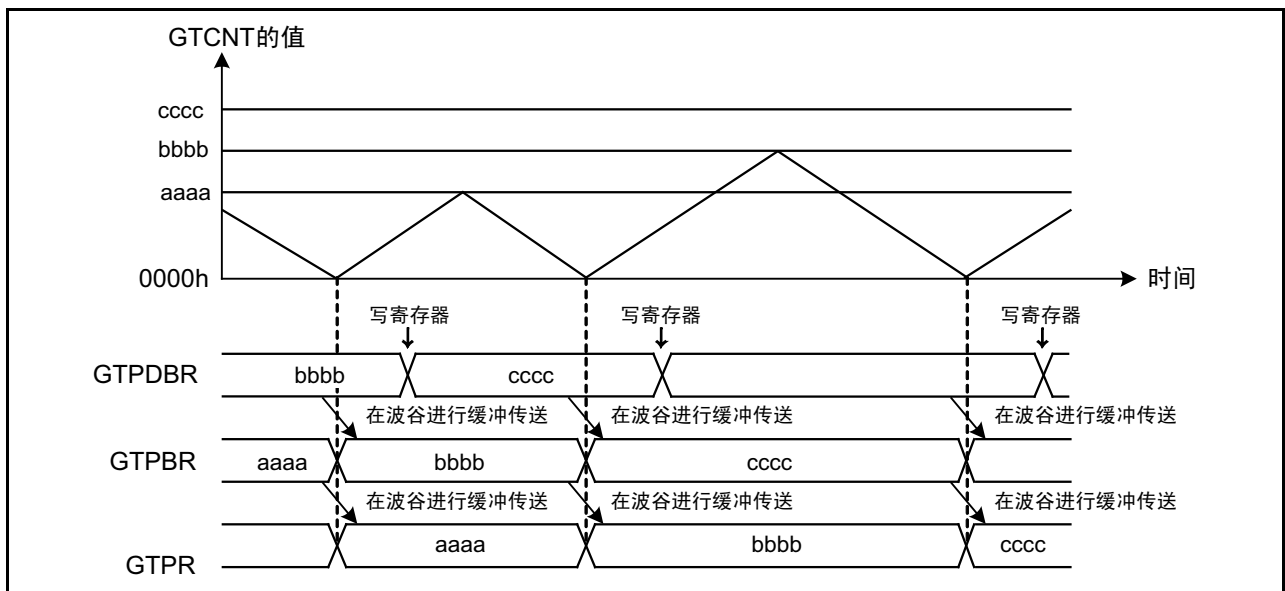 GTCNT的值
cccc
bbbb
aaaa
0000h
时间
写寄存器 写寄存器 写寄存器
GTPDBR bbbb cccc
在波谷进行缓冲传送 在波谷进行缓冲传送 在波谷进行缓冲传送
GTPBR aaaa bbbb cccc
在波谷进行缓冲传送 在波谷进行缓冲传送 在波谷进行缓冲传送
GTPR aaaa bbbb cccc